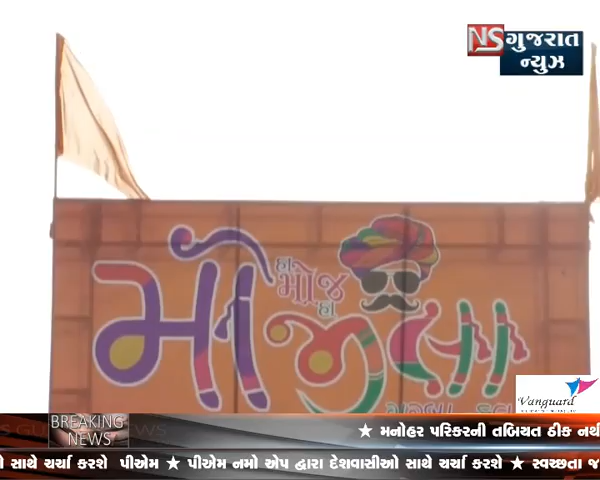 NS ગુજરાત
ન્યુઝ
મોજીલા
હા
મોજ
હા
Vanguard
BREAKING
NEWS
★ મનોહર પરિકરની તબિયત ઠીક નથી
સાથે ચર્ચા કરશે પીએમ ★ પીએમ નમો એપ દ્વારા દેશવાસીઓ સાથે ચર્ચા કરશે ★ સ્વચ્છતા